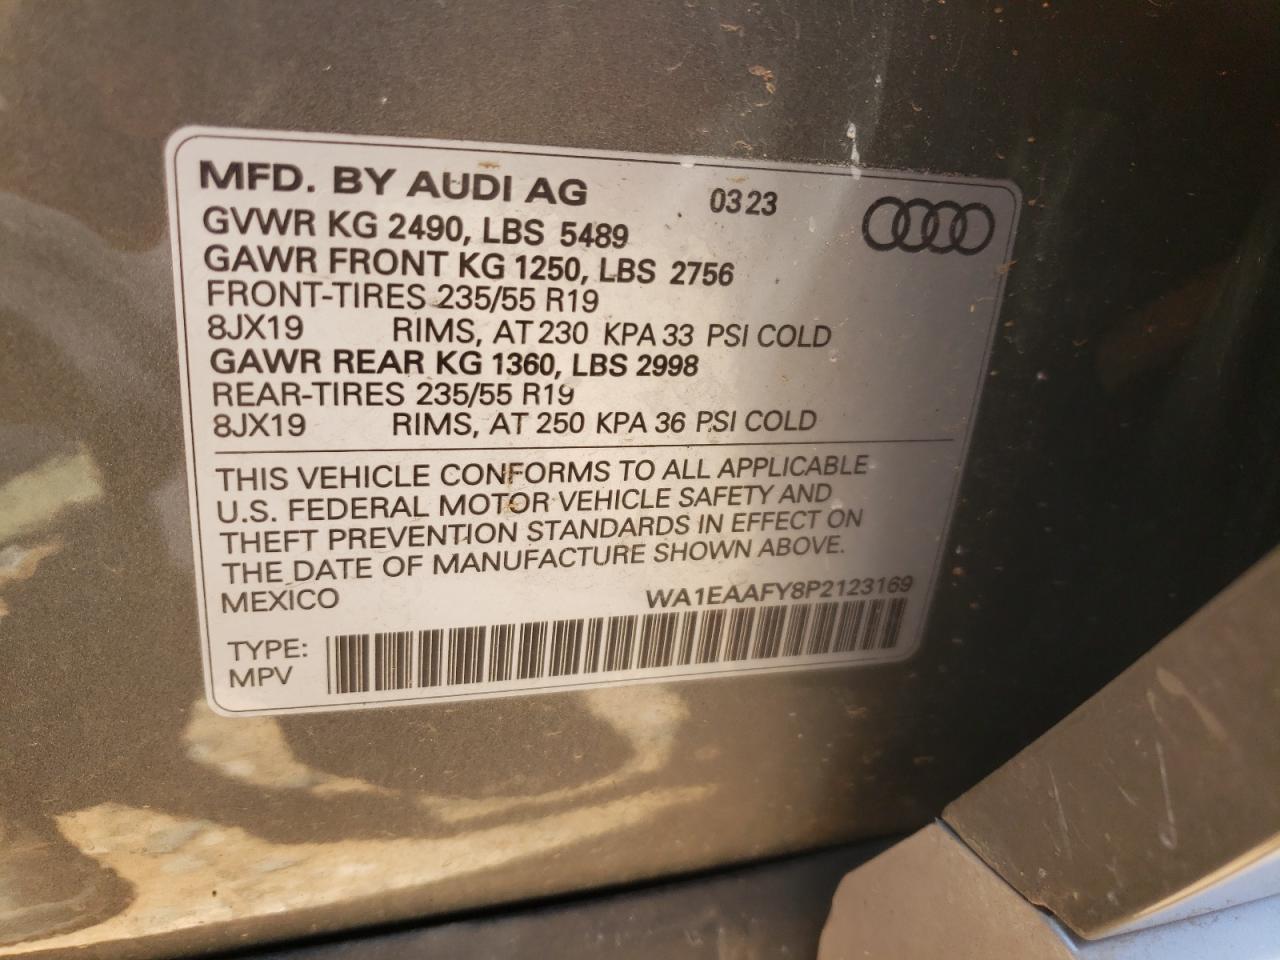 MFD. BY AUDI AG 03 23
GVWR KG 2490, LBS 5489
GAWR FRONT KG 1250, LBS 2756
FRONT-TIRES 235/55 R19
8JX19 RIMS, AT 230 KPA 33 PSI COLD
GAWR REAR KG 1360, LBS 2998
REAR-TIRES 235/55 R19
8JX19 RIMS, AT 250 KPA 36 PSI COLD
THIS VEHICLE CONFORMS TO ALL APPLICABLE
U.S. FEDERAL MOTOR VEHICLE SAFETY AND
THEFT PREVENTION STANDARDS IN EFFECT ON
THE DATE OF MANUFACTURE SHOWN ABOVE.
MEXICO WA1EAAFY8P2123169
TYPE:
MPV